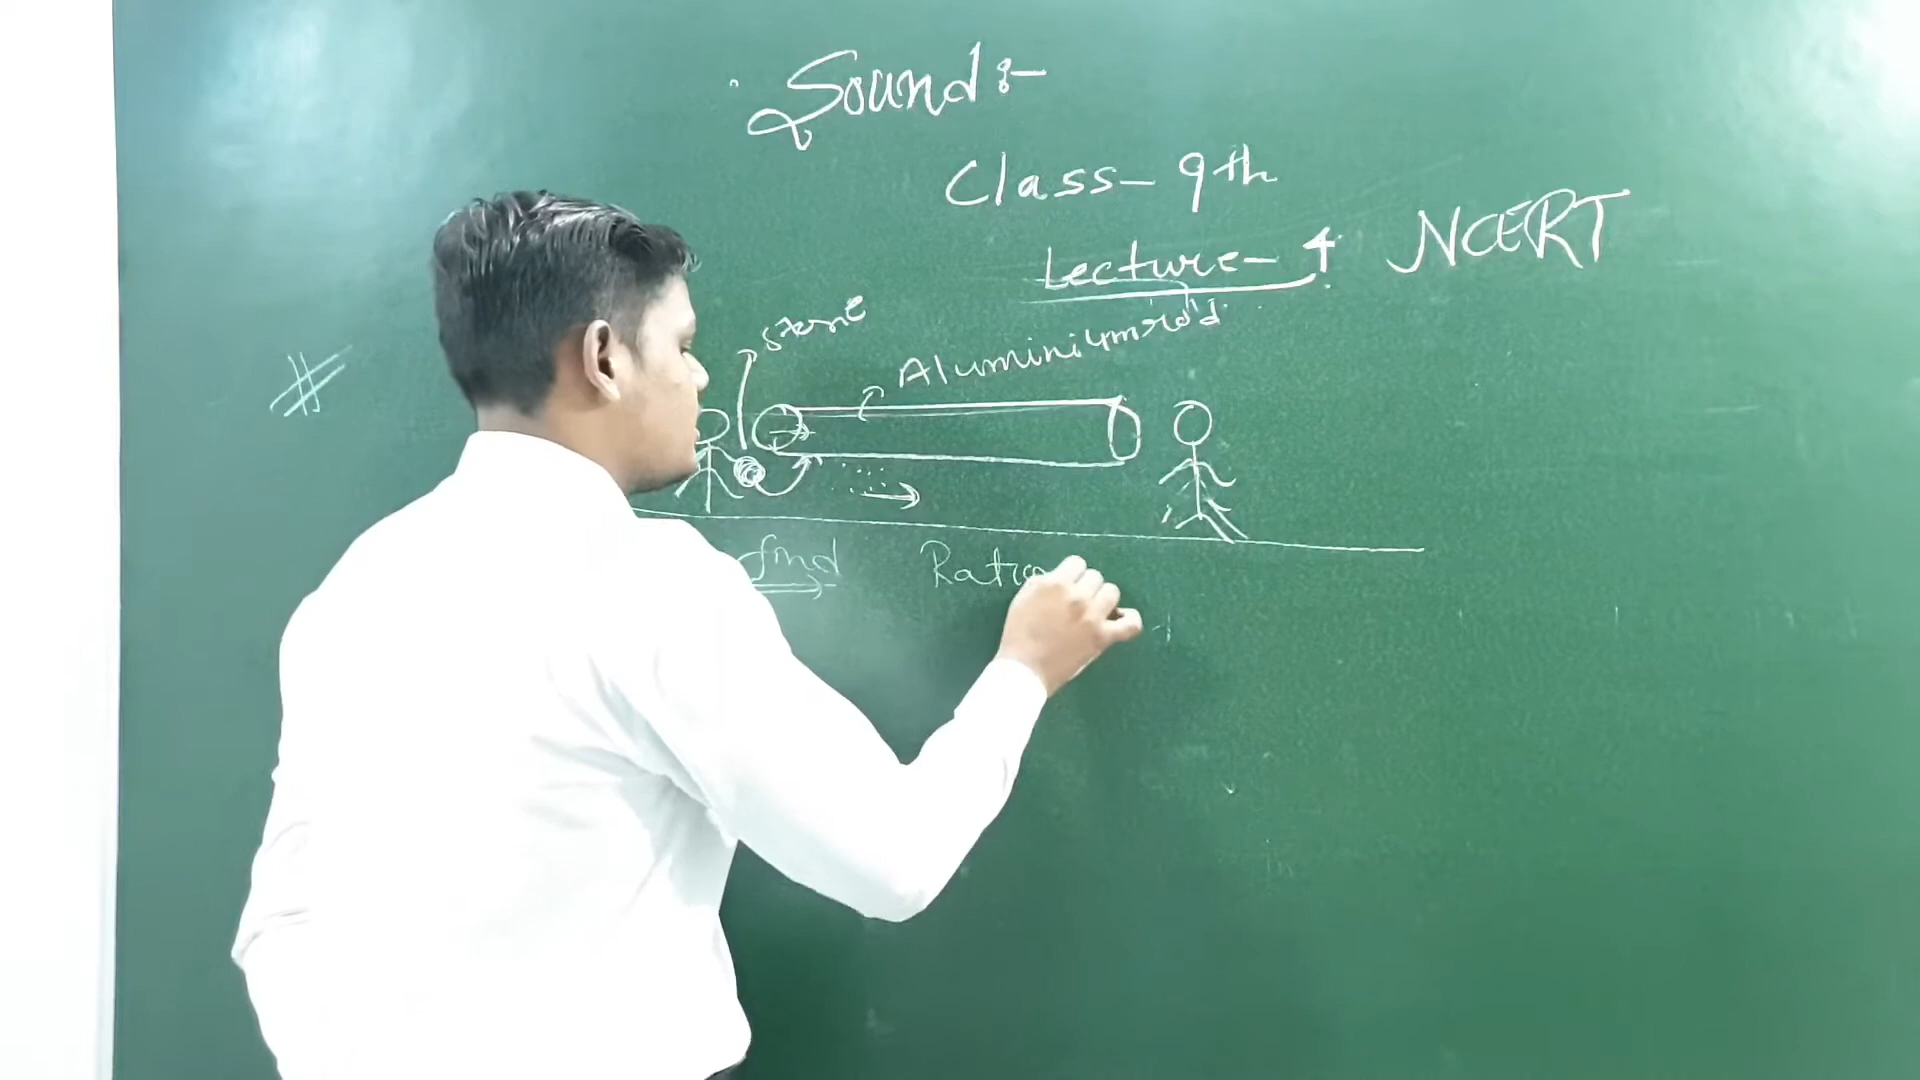 Sound:-
Class- 9th
Lecture- 4 NCERT
stone
Aluminium rod
find Ratio